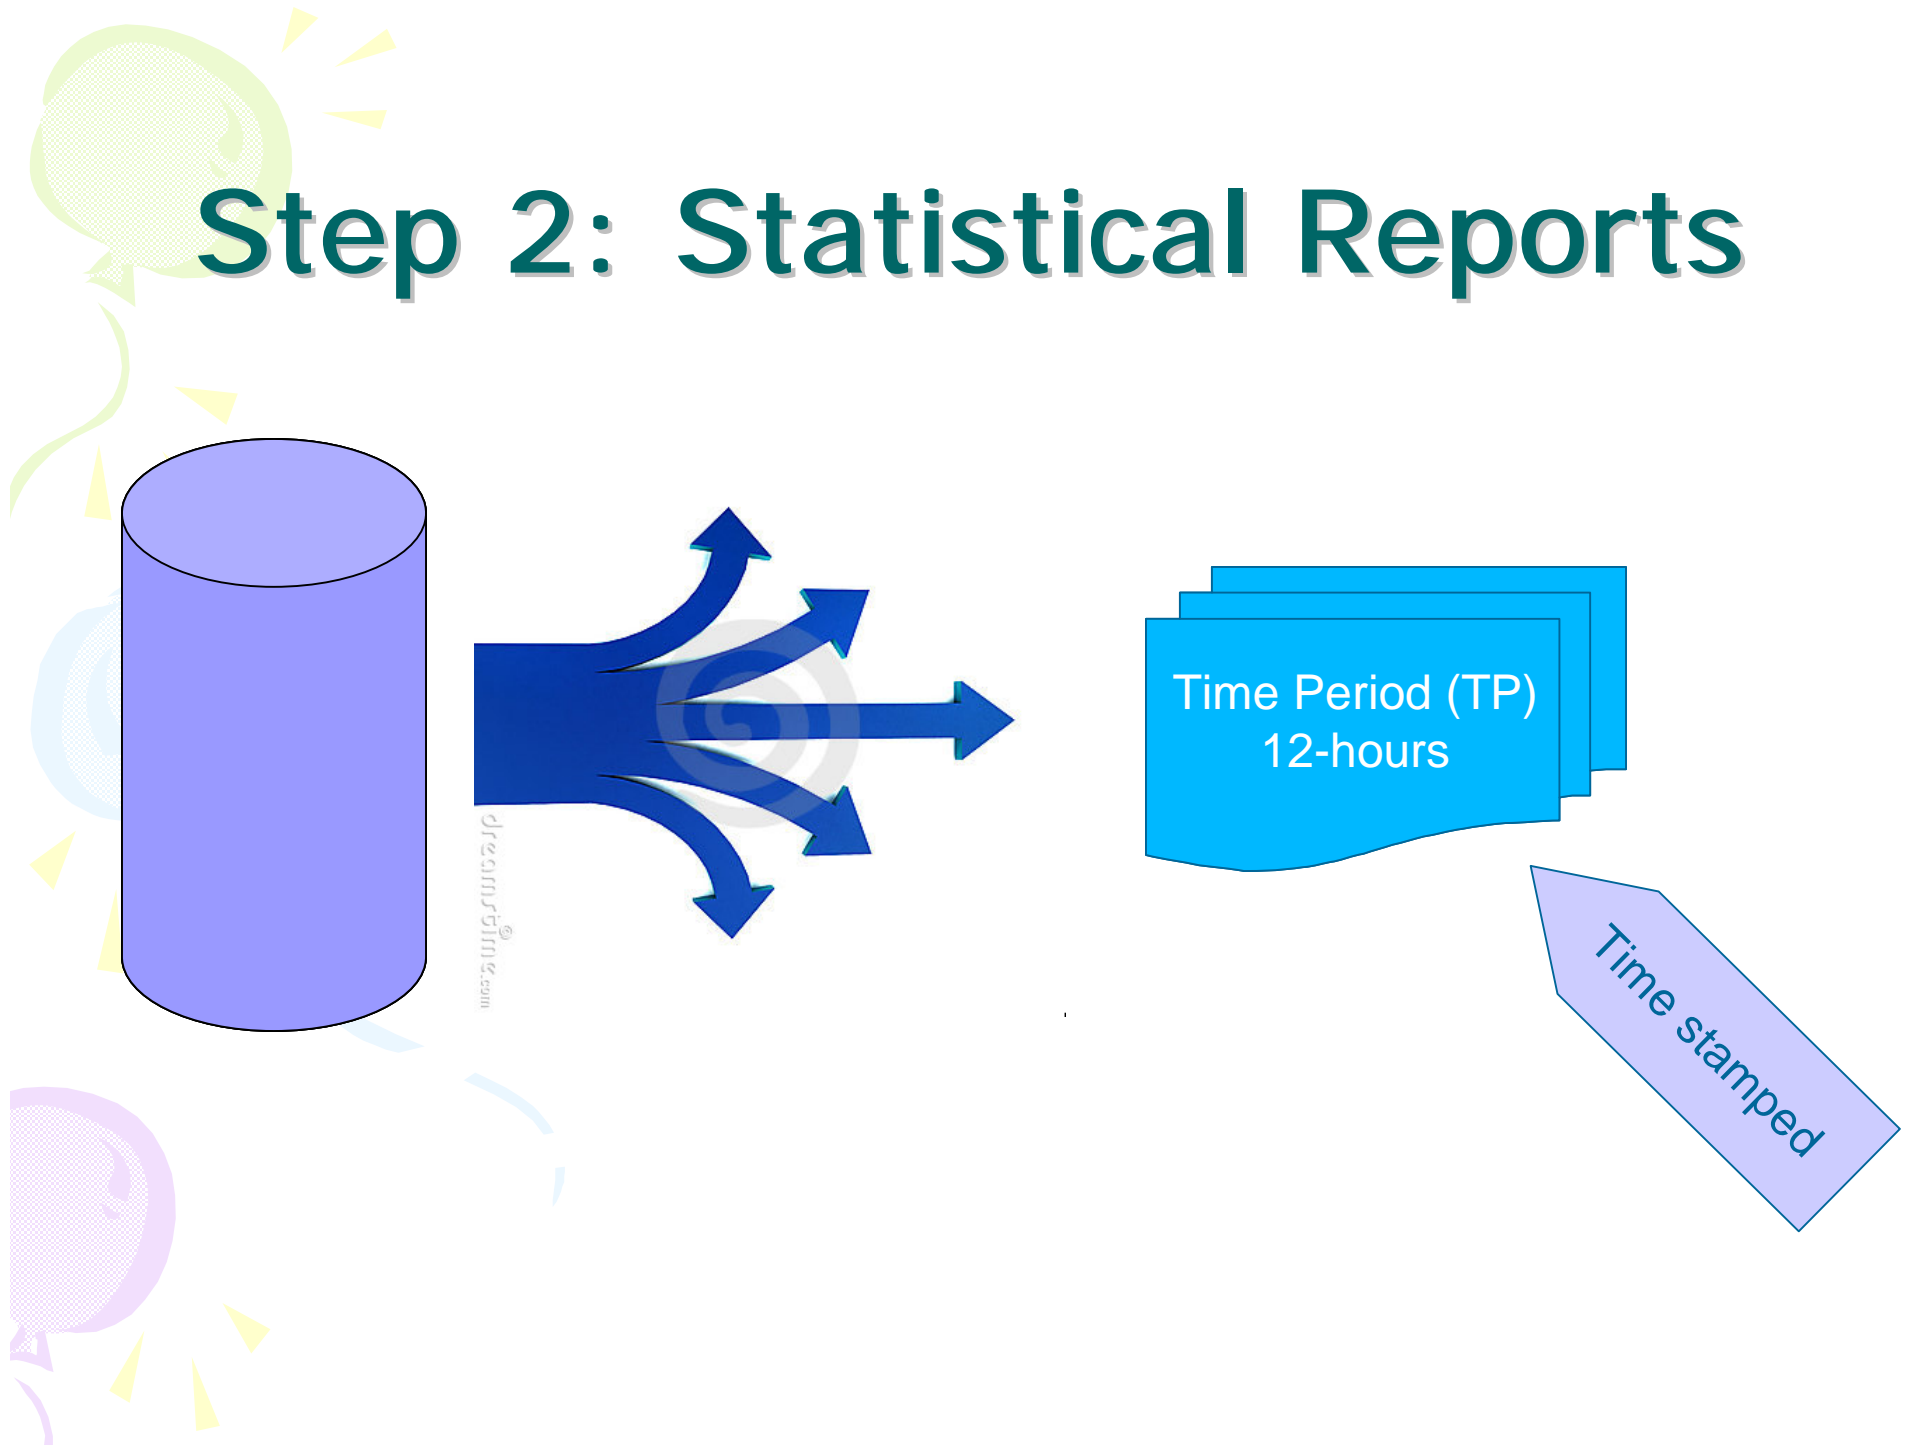 Step 2: Statistical Reports
Time Period (TP)
12-hours
Time stamped
dreamstime.com